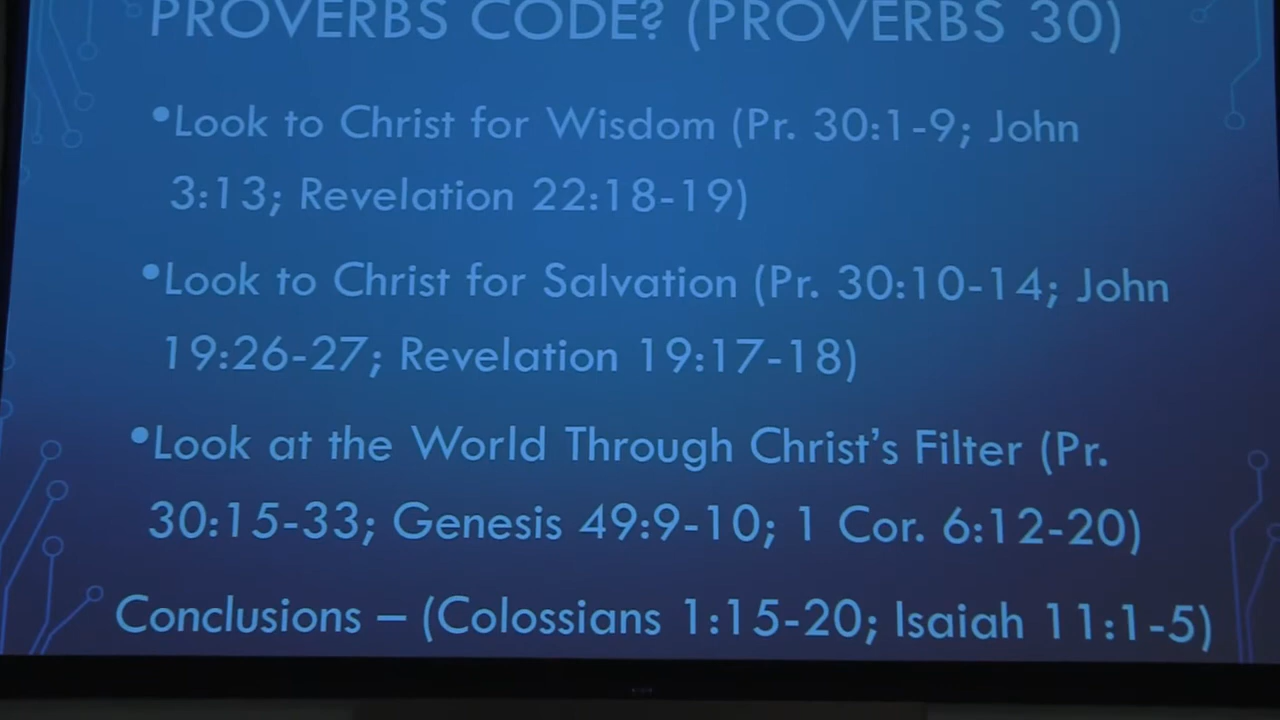 PROVERBS CODE? (PROVERBS 30)
•Look to Christ for Wisdom (Pr. 30:1-9; John
3:13; Revelation 22:18-19)
•Look to Christ for Salvation (Pr. 30:10-14; John
19:26-27; Revelation 19:17-18)
•Look at the World Through Christ's Filter (Pr.
30:15-33; Genesis 49:9-10; 1 Cor. 6:12-20)
Conclusions – (Colossians 1:15-20; Isaiah 11:1-5)